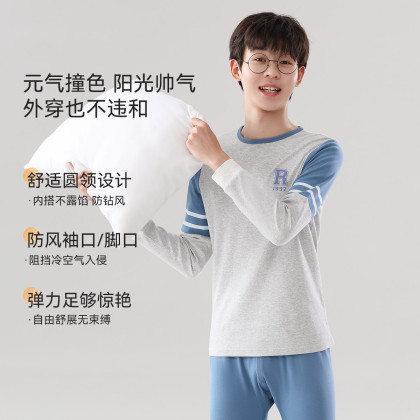 元气撞色 阳光帅气
外穿也不违和
舒适圆领设计
·内搭不露馅 防钻风
防风袖口/脚口
·阻挡冷空气入侵
弹力足够惊艳
·自由舒展无束缚
R
1982